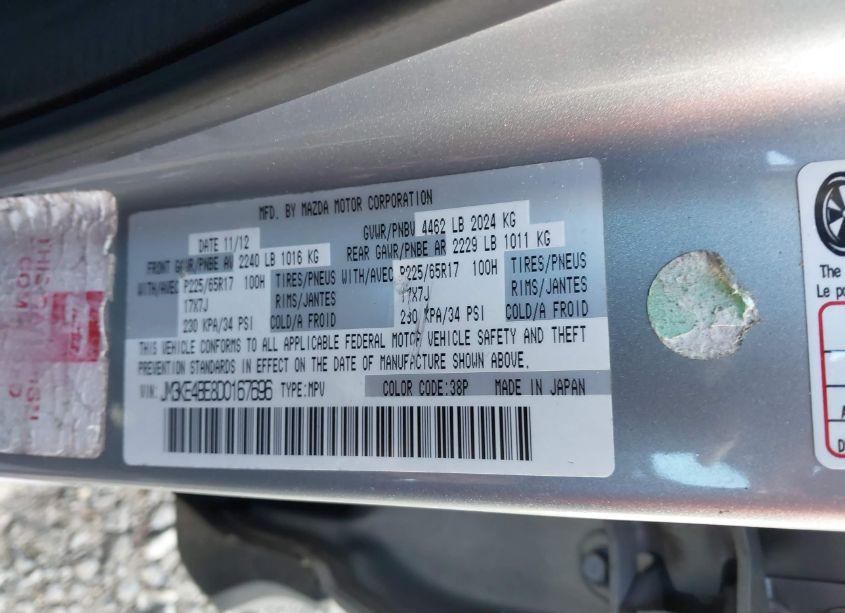 MFD. BY MAZDA MOTOR CORPORATION
DATE 11/12 GVWR/PNBV 4462 LB 2024 KG
FRONT GAWR/PNBE AV 2240 LB 1016 KG REAR GAWR/PNBE AR 2229 LB 1011 KG
WITH/AVEC P225/65R17 100H TIRES/PNEUS WITH/AVEC P225/65R17 100H TIRES/PNEUS
17X7J RIMS/JANTES 17X7J RIMS/JANTES
230 KPA/34 PSI COLD/A FROID 230 KPA/34 PSI COLD/A FROID
THIS VEHICLE CONFORMS TO ALL APPLICABLE FEDERAL MOTOR VEHICLE SAFETY AND THEFT
PREVENTION STANDARDS IN EFFECT ON THE DATE OF MANUFACTURE SHOWN ABOVE.
VIN: JM3KE4BE8D0167696 TYPE:MPV COLOR CODE:38P MADE IN JAPAN
The
Le po
A
D